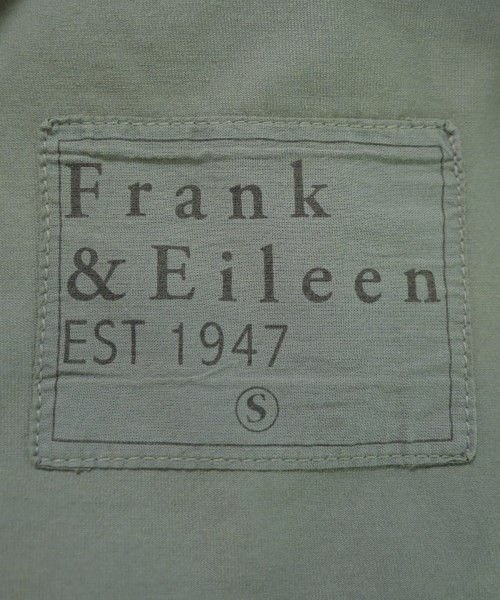 Frank
& Eileen
EST 1947
S